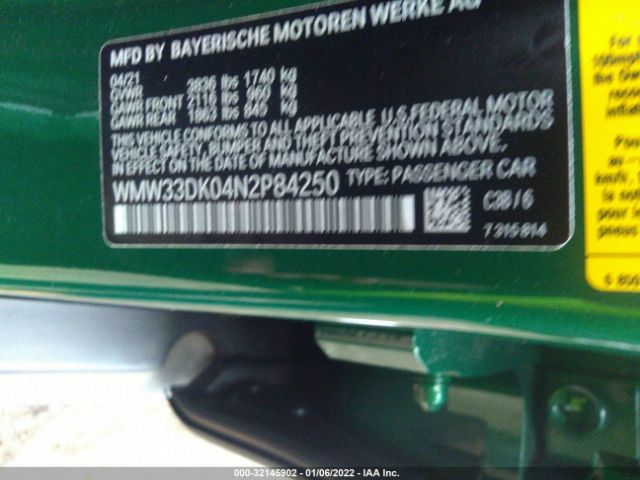 MFD BY BAYERISCHE MOTOREN WERKE AG
04/21
GVWR 3836 lbs 1740 kg
GAWR FRONT 2116 lbs 960 kg
GAWR REAR 1863 lbs 845 kg
THIS VEHICLE CONFORMS TO ALL APPLICABLE U.S. FEDERAL MOTOR
VEHICLE SAFETY, BUMPER, AND THEFT PREVENTION STANDARDS
IN EFFECT ON THE DATE OF MANUFACTURE SHOWN ABOVE.
WMW33DK04N2P84250 TYPE: PASSENGER CAR
C3B / 6
7315814
000-32145902 - 01/06/2022 - IAA Inc.